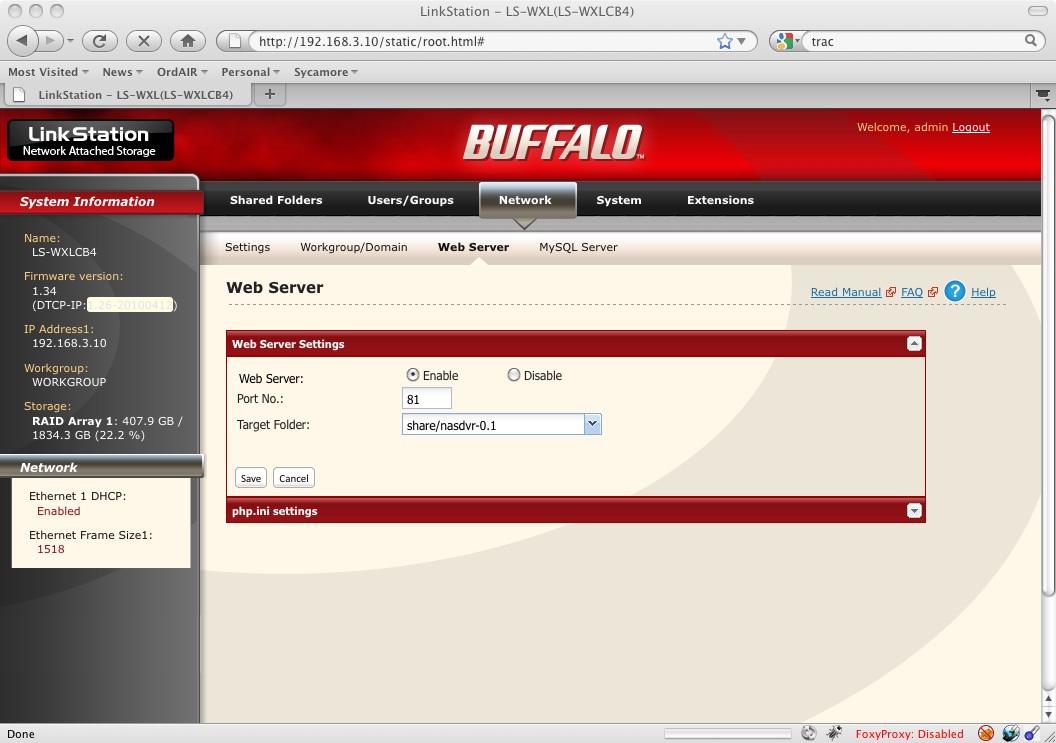 LinkStation – LS-WXL(LS-WXLCB4)
http://192.168.3.10/static/root.html#
trac
Most Visited News OrdAIR Personal Sycamore
LinkStation – LS-WXL(LS-WXLCB4)
LinkStation
Network Attached Storage
BUFFALO™
Welcome, admin Logout
System Information
Shared Folders Users/Groups Network System Extensions
Settings Workgroup/Domain Web Server MySQL Server
Name:
LS-WXLCB4
Firmware version:
1.34
(DTCP-IP:1.26-20100412)
IP Address1:
192.168.3.10
Workgroup:
WORKGROUP
Storage:
RAID Array 1: 407.9 GB /
1834.3 GB (22.2 %)
Network
Ethernet 1 DHCP:
Enabled
Ethernet Frame Size1:
1518
Web Server
Read Manual FAQ ? Help
Web Server Settings
Web Server: Enable Disable
Port No.: 81
Target Folder: share/nasdvr-0.1
Save Cancel
php.ini settings
Done
FoxyProxy: Disabled